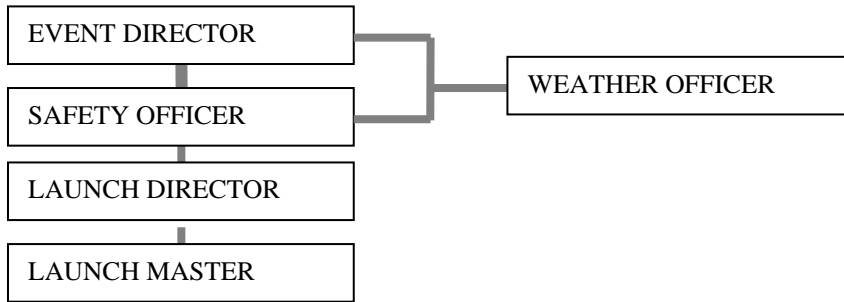 EVENT DIRECTOR
WEATHER OFFICER
SAFETY OFFICER
LAUNCH DIRECTOR
LAUNCH MASTER